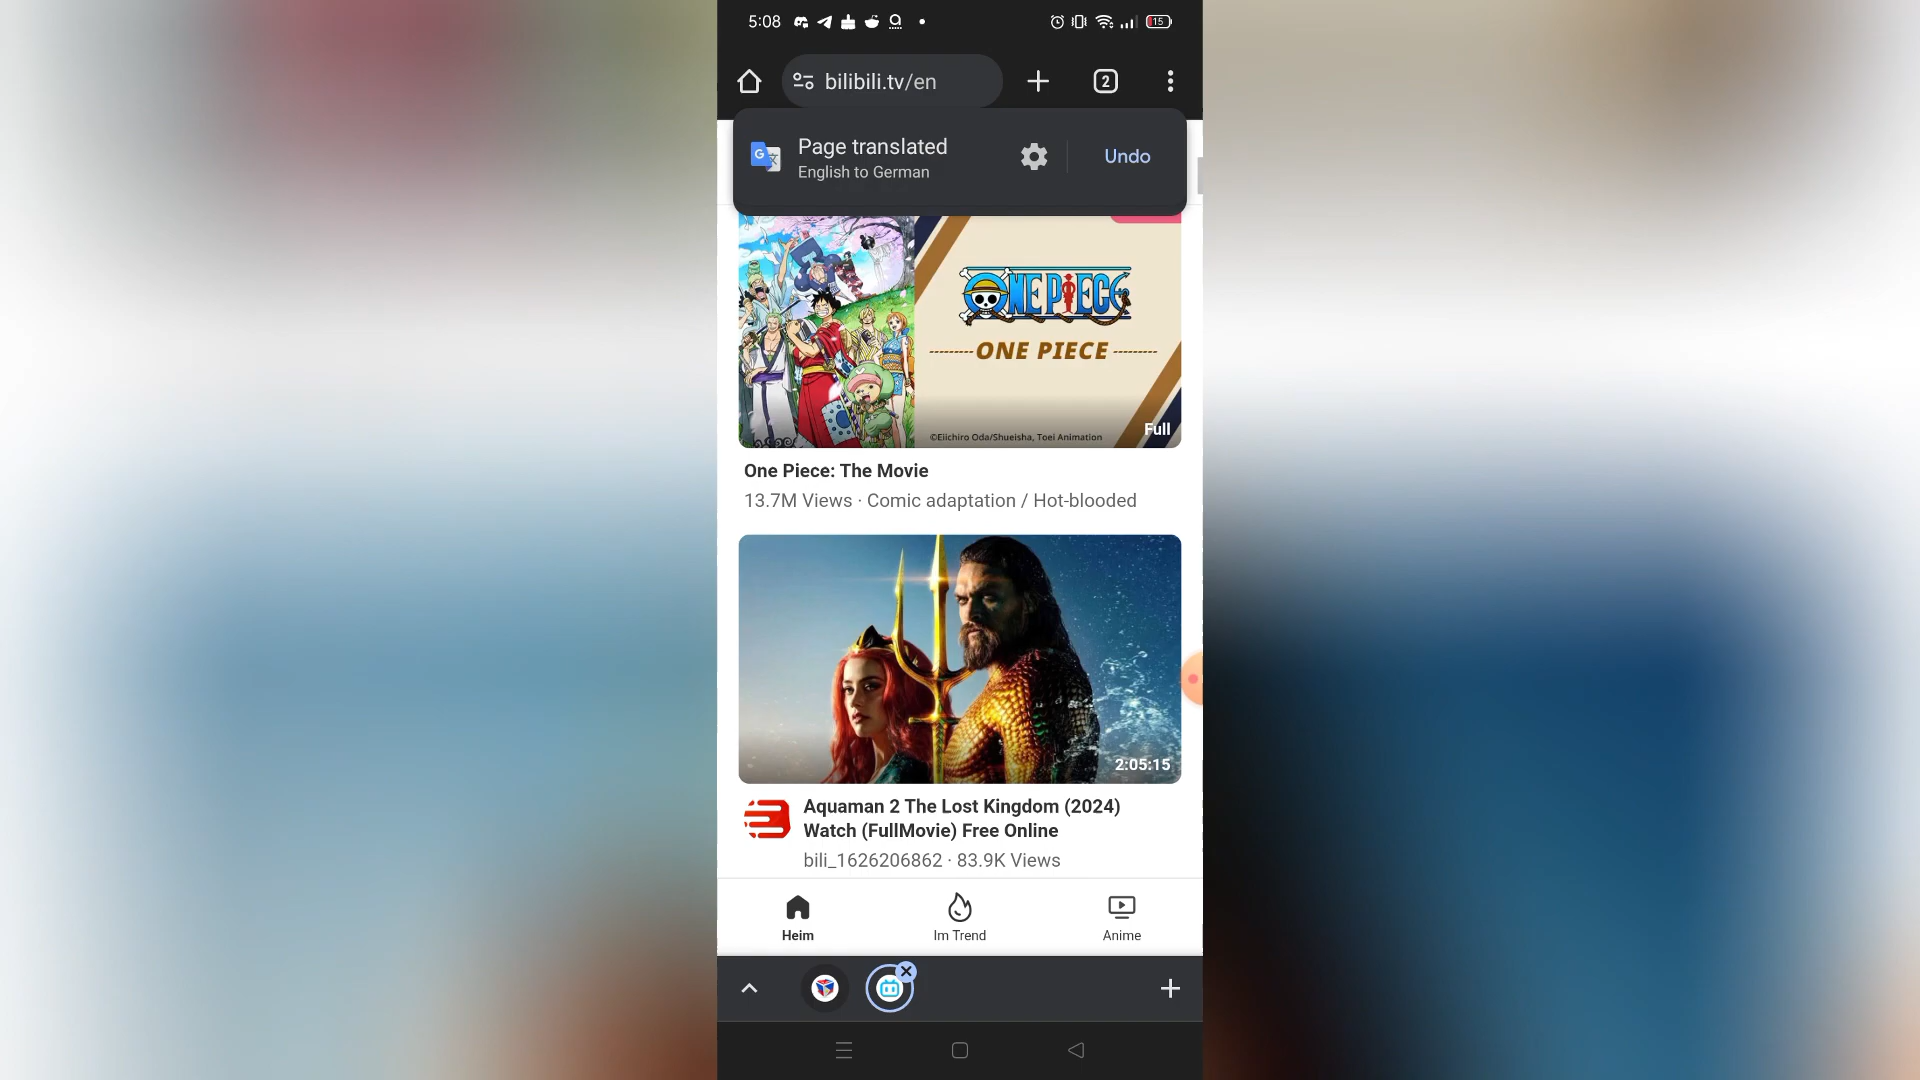 5:08
15
bilibili.tv/en
2
Page translated
English to German
Undo
ONE PIECE
ONE PIECE
©Eiichiro Oda/Shueisha, Toei Animation
Full
One Piece: The Movie
13.7M Views · Comic adaptation / Hot-blooded
2:05:15
Aquaman 2 The Lost Kingdom (2024)
Watch (FullMovie) Free Online
bili_1626206862 · 83.9K Views
Heim
Im Trend
Anime